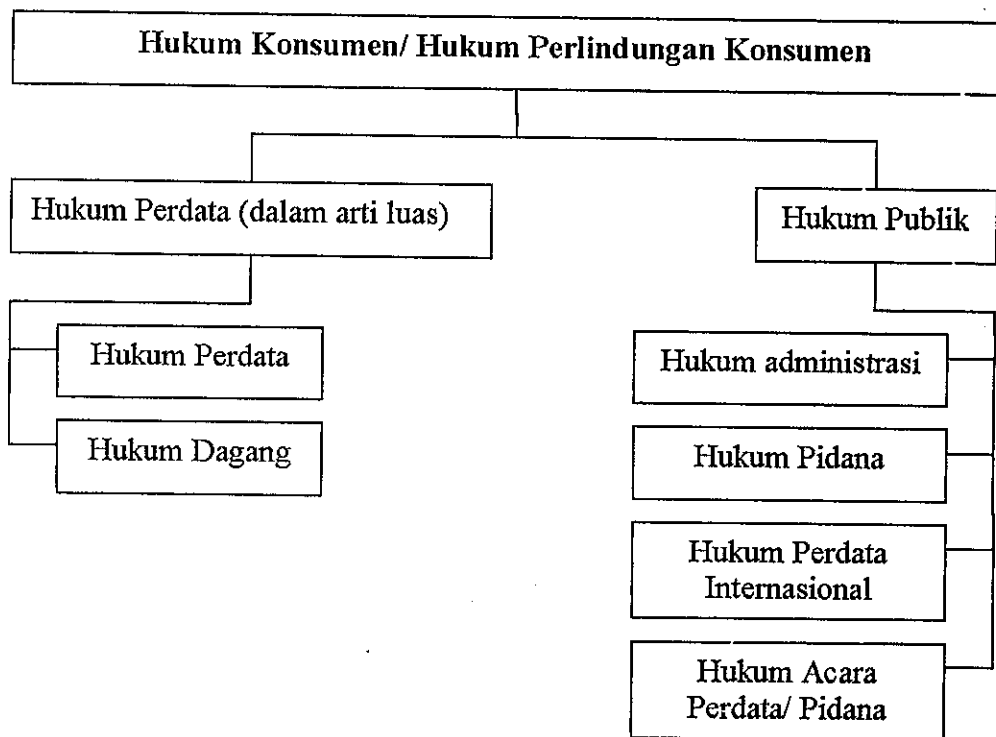 Hukum Konsumen/ Hukum Perlindungan Konsumen
Hukum Perdata (dalam arti luas)
Hukum Perdata
Hukum Dagang
Hukum Publik
Hukum administrasi
Hukum Pidana
Hukum Perdata
Internasional
Hukum Acara
Perdata/ Pidana